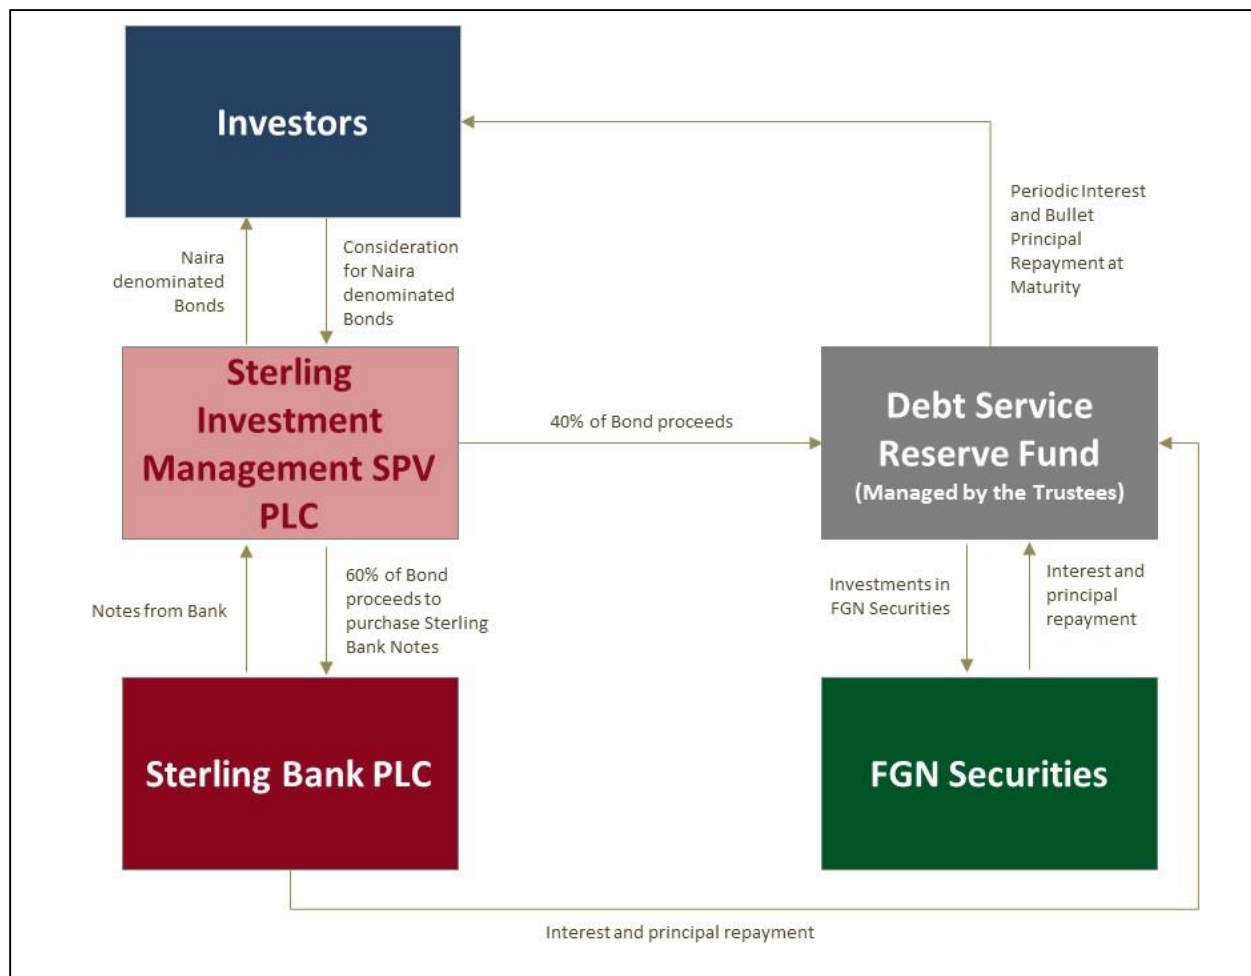 Investors
Periodic Interest
and Bullet
Principal
Repayment at
Maturity
Naira
denominated
Bonds
Consideration
for Naira
denominated
Bonds
Sterling
Investment
Management SPV
PLC
40% of Bond proceeds
Debt Service
Reserve Fund
(Managed by the Trustees)
Notes from Bank
60% of Bond
proceeds to
purchase Sterling
Bank Notes
Investments in
FGN Securities
Interest and
principal
repayment
Sterling Bank PLC
FGN Securities
Interest and principal repayment